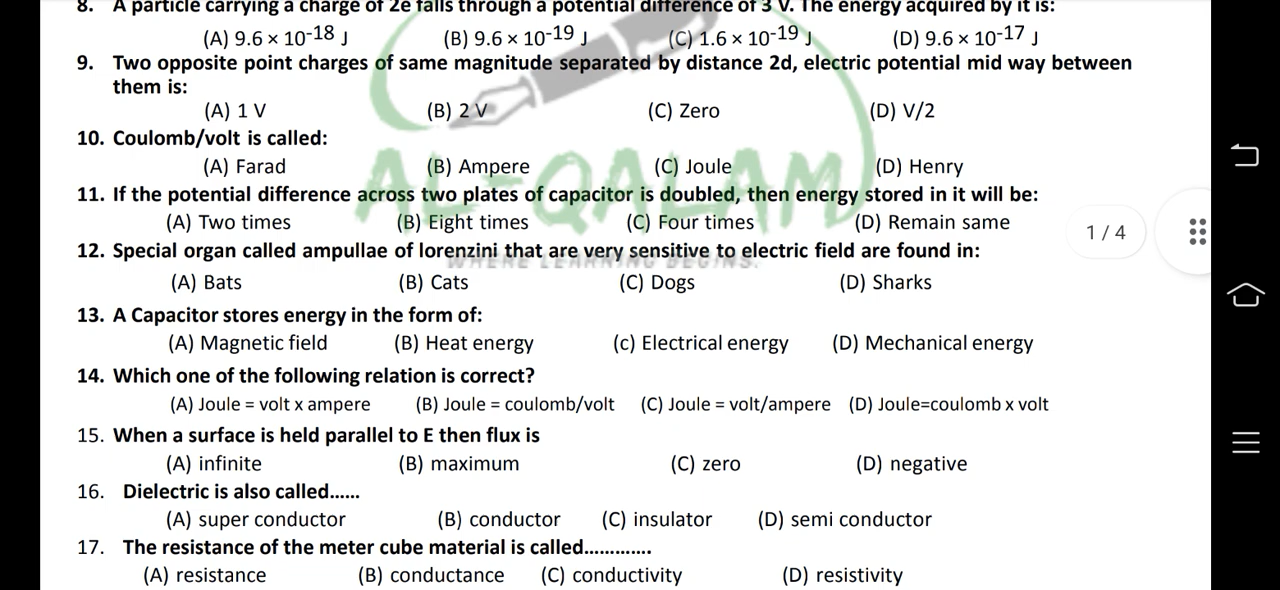 8. A particle carrying a charge of 2e falls through a potential difference of 3 V. The energy acquired by it is:
(A) 9.6 × 10⁻¹⁸ J (B) 9.6 × 10⁻¹⁹ J (C) 1.6 × 10⁻¹⁹ J (D) 9.6 × 10⁻¹⁷ J
9. Two opposite point charges of same magnitude separated by distance 2d, electric potential mid way between
them is:
(A) 1 V (B) 2 V (C) Zero (D) V/2
10. Coulomb/volt is called:
(A) Farad (B) Ampere (C) Joule (D) Henry
AL-QALAM
11. If the potential difference across two plates of capacitor is doubled, then energy stored in it will be:
(A) Two times (B) Eight times (C) Four times (D) Remain same
1 / 4
12. Special organ called ampullae of lorenzini that are very sensitive to electric field are found in:
WHERE LEARNING BEGINS.
(A) Bats (B) Cats (C) Dogs (D) Sharks
13. A Capacitor stores energy in the form of:
(A) Magnetic field (B) Heat energy (c) Electrical energy (D) Mechanical energy
14. Which one of the following relation is correct?
(A) Joule = volt x ampere (B) Joule = coulomb/volt (C) Joule = volt/ampere (D) Joule=coulomb x volt
15. When a surface is held parallel to E then flux is
(A) infinite (B) maximum (C) zero (D) negative
16. Dielectric is also called......
(A) super conductor (B) conductor (C) insulator (D) semi conductor
17. The resistance of the meter cube material is called.............
(A) resistance (B) conductance (C) conductivity (D) resistivity